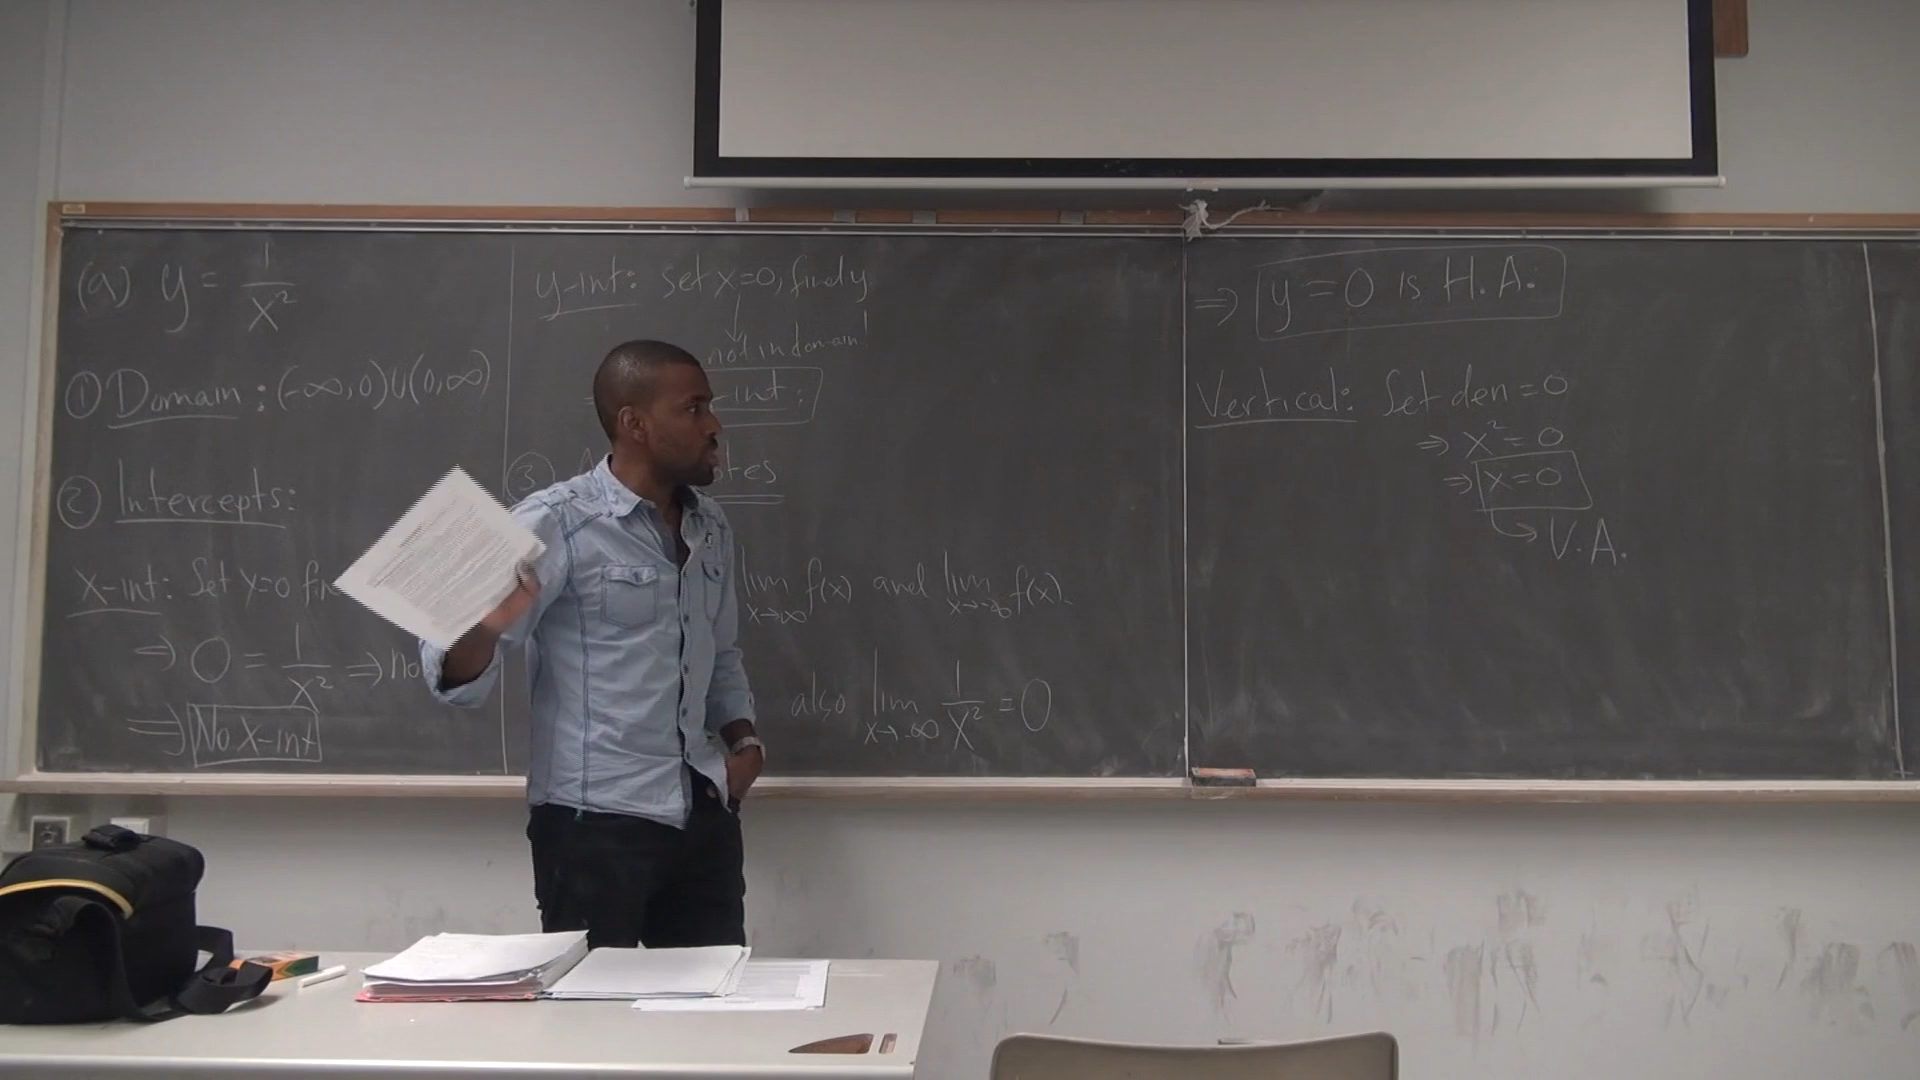 (a) y = 1/x²
① Domain: (-∞,0)∪(0,∞)
② Intercepts:
x-int: Set y=0
⇒ 0 = 1/x² ⇒ no
⇒ No x-int
y-int: set x=0, find y
not in domain!
-int.
③
lim x→∞ f(x) and lim x→-∞ f(x).
also lim x→-∞ 1/x² = 0
⇒ y=0 is H.A.
Vertical: Set den = 0
⇒ x² = 0
⇒ x=0
↳ V.A.